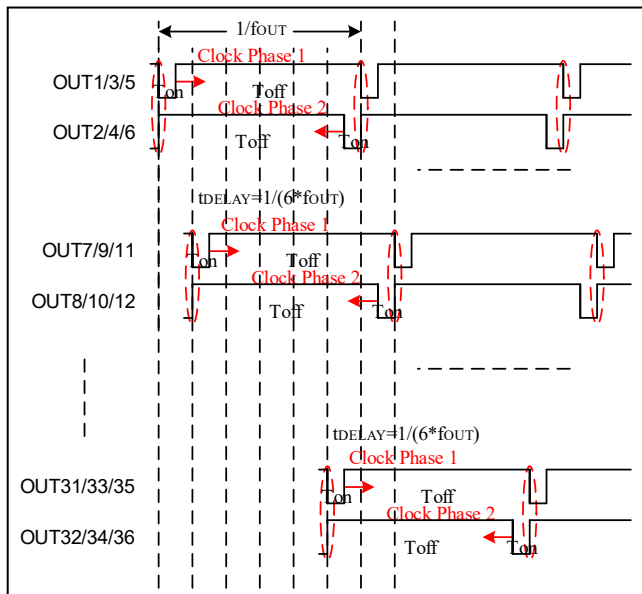 1/fOUT
Clock Phase 1
OUT1/3/5
Ton
Toff
Clock Phase 2
OUT2/4/6
Toff
Ton
tDELAY=1/(6*fOUT)
Clock Phase 1
OUT7/9/11
Ton
Toff
Clock Phase 2
OUT8/10/12
Toff
Ton
tDELAY=1/(6*fOUT)
Clock Phase 1
OUT31/33/35
Ton
Toff
Clock Phase 2
OUT32/34/36
Toff
Ton